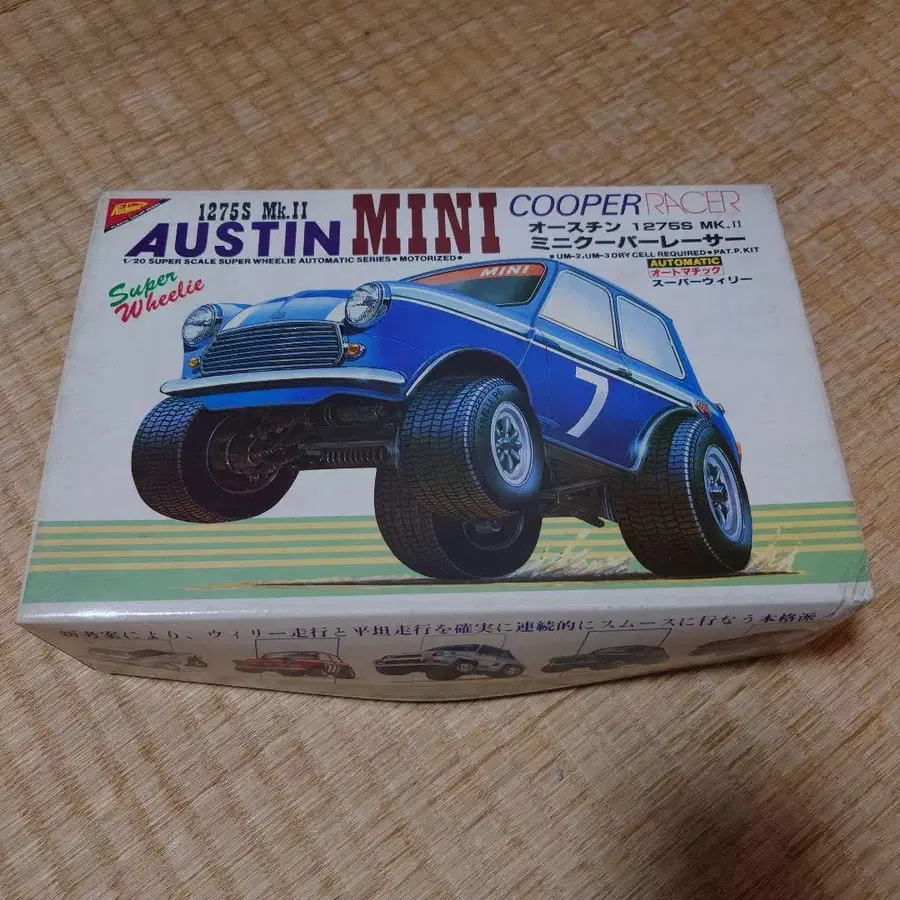 Nichimo
1275S Mk.II
AUSTIN MINI COOPER RACER
オースチン 1275S MK.II
ミニクーパーレーサー
1/20 SUPER SCALE SUPER WHEELIE AUTOMATIC SERIES • MOTORIZED •
• UM-2, UM-3 DRY CELL REQUIRED • PAT.P. KIT
AUTOMATIC
オートマチック
スーパーウィリー
Super
Wheelie
MINI
7
新考案により、ウィリー走行と平坦走行を確実に連続的にスムースに行なう本格派